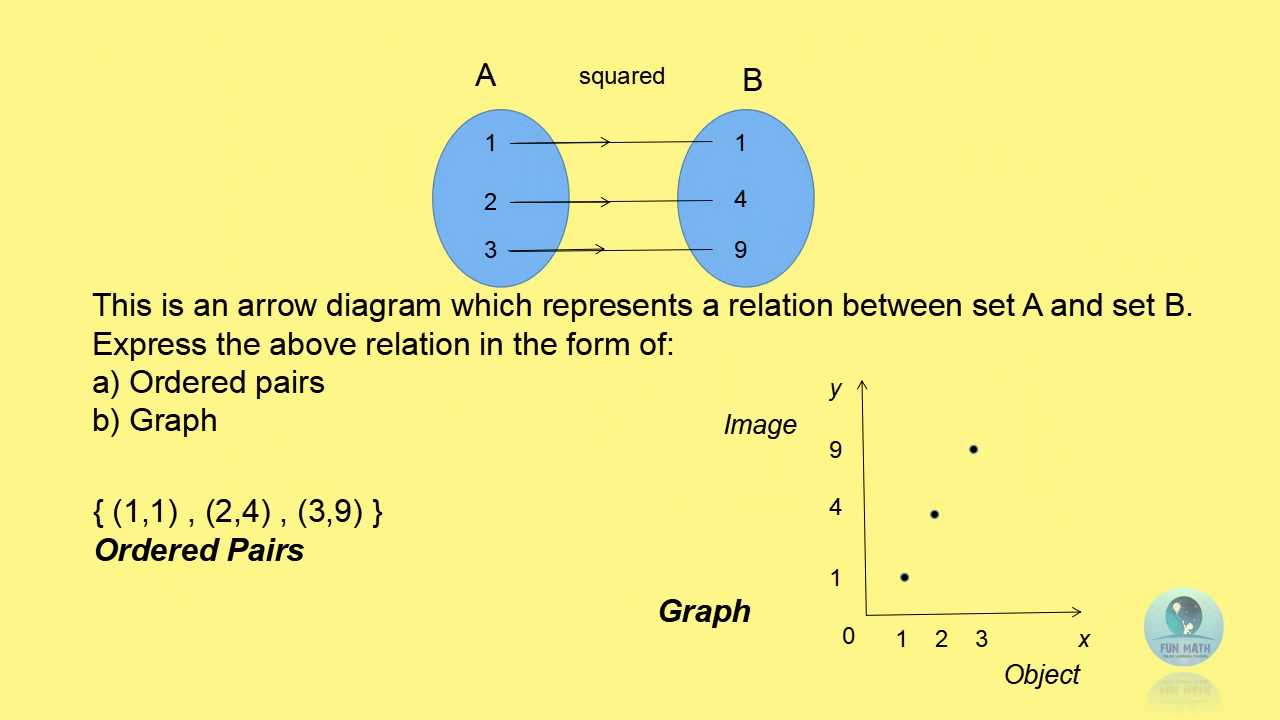 A squared B
1 1
2 4
3 9
This is an arrow diagram which represents a relation between set A and set B.
Express the above relation in the form of:
a) Ordered pairs
b) Graph
{ (1,1) , (2,4) , (3,9) }
Ordered Pairs
y
Image
9
4
1
Graph
0 1 2 3 x
Object
FUN MATH